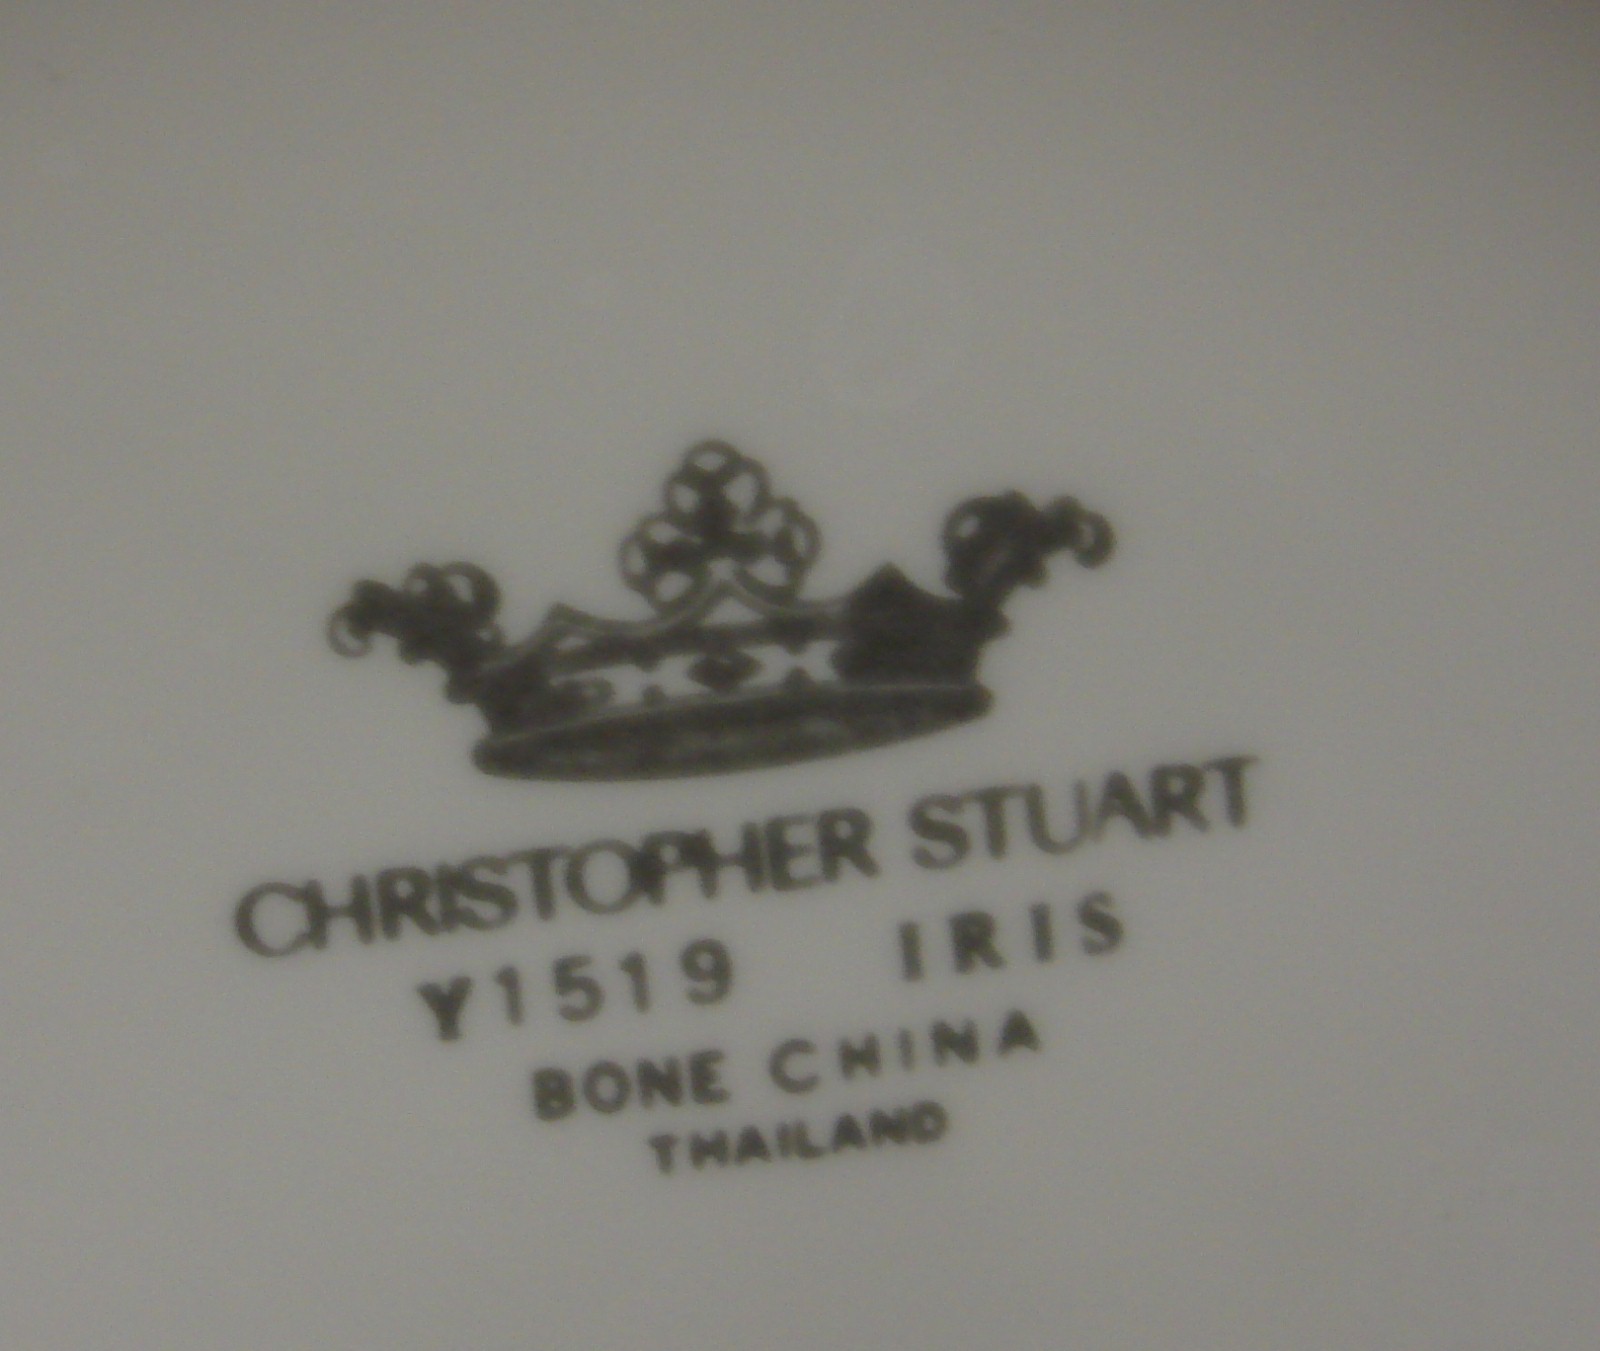 CHRISTOPHER STUART
Y1519 IRIS
BONE CHINA
THAILAND